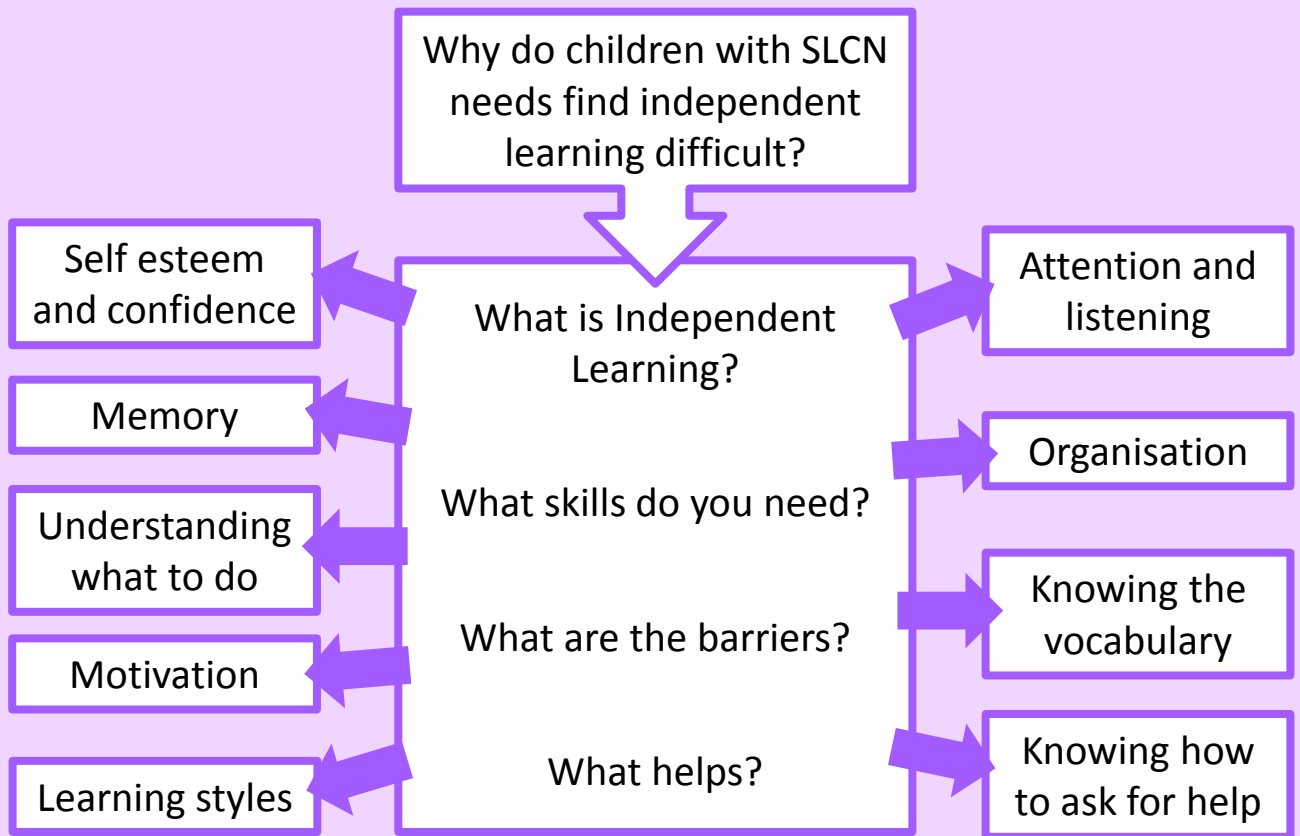 Why do children with SLCN
needs find independent
learning difficult?
Self esteem
and confidence
Memory
Understanding
what to do
Motivation
Learning styles
What is Independent
Learning?
What skills do you need?
What are the barriers?
What helps?
Attention and
listening
Organisation
Knowing the
vocabulary
Knowing how
to ask for help